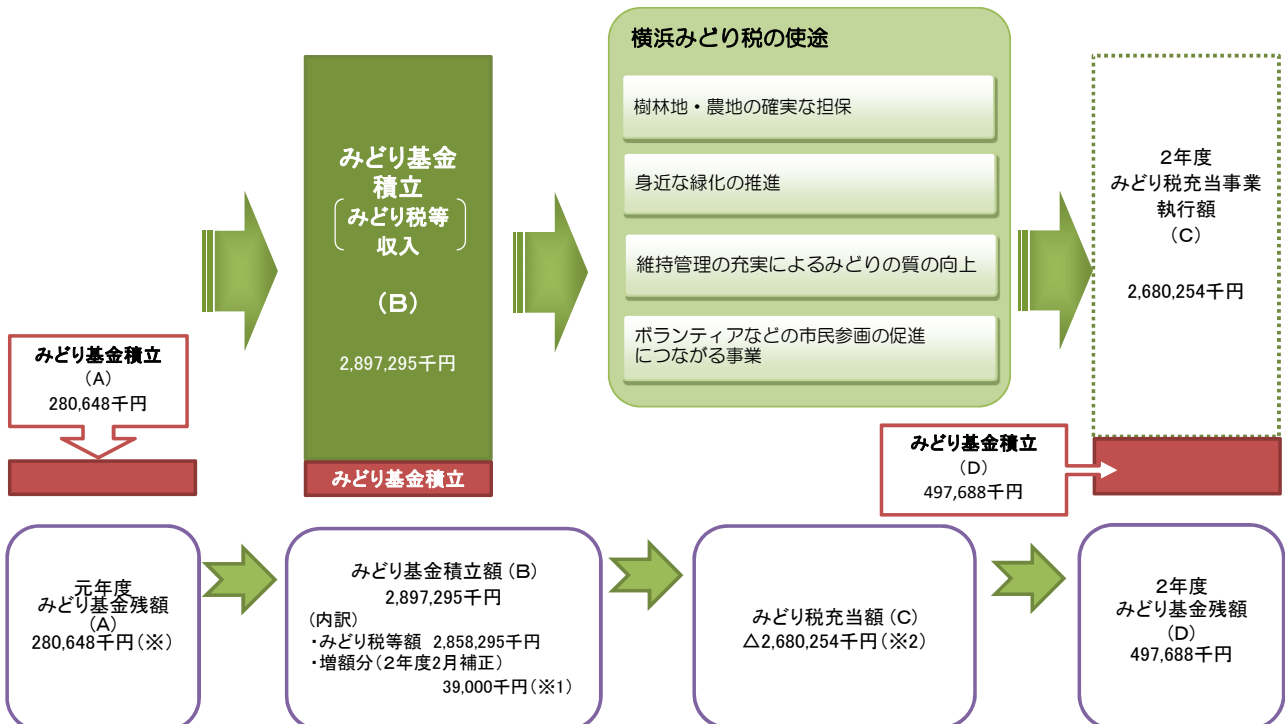 横浜みどり税の使途
樹林地・農地の確実な担保
身近な緑化の推進
維持管理の充実によるみどりの質の向上
ボランティアなどの市民参画の促進
につながる事業
みどり基金
積立
みどり税等
収入
(B)
2,897,295千円
みどり基金積立
みどり基金積立
(A)
280,648千円
2年度
みどり税充当事業
執行額
(C)
2,680,254千円
みどり基金積立
(D)
497,688千円
元年度
みどり基金残額
(A)
280,648千円(※)
みどり基金積立額(B)
2,897,295千円
(内訳)
・みどり税等額 2,858,295千円
・増額分(2年度2月補正)
39,000千円(※1)
みどり税充当額(C)
△2,680,254千円(※2)
2年度
みどり基金残額
(D)
497,688千円